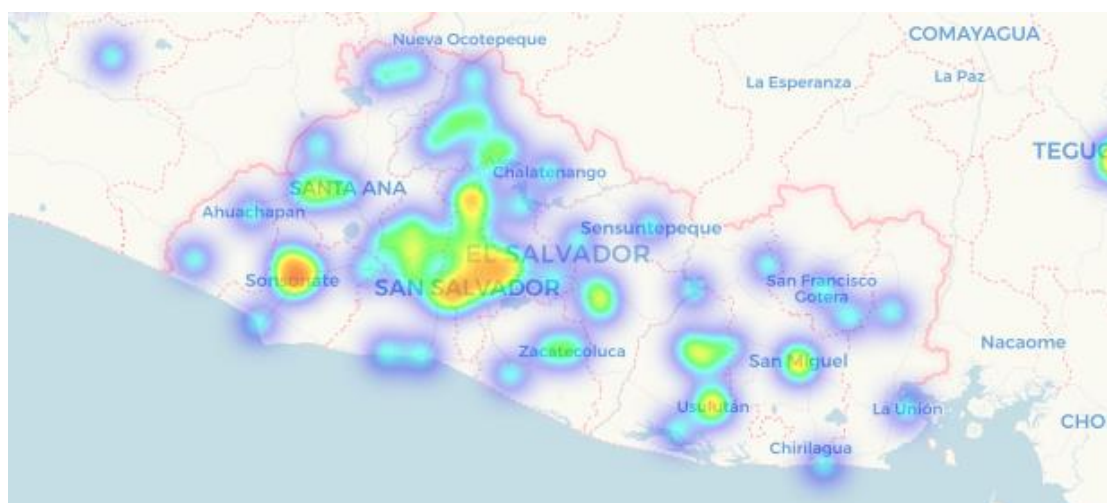 COMAYAGUA
Nueva Ocotepeque
La Paz
La Esperanza
TEGUC
Chalatenango
SANTA ANA
Ahuachapan
Sensuntepeque
EL SALVADOR
Sonsonate
San Francisco
Gotera
SAN SALVADOR
Nacaome
Zacatecoluca
San Miguel
Usulután
La Unión
CHO
Chirilagua